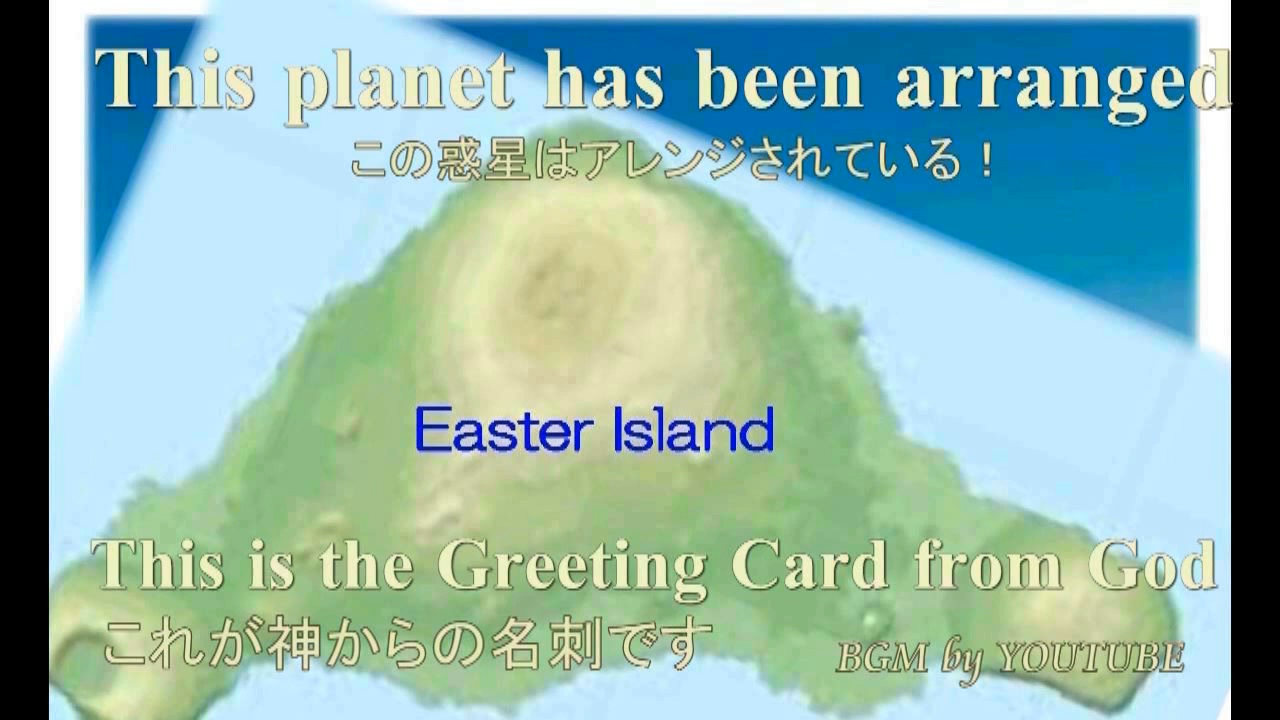 This planet has been arranged
この惑星はアレンジされている！
Easter Island
This is the Greeting Card from God
これが神からの名刺です
BGM by YOUTUBE